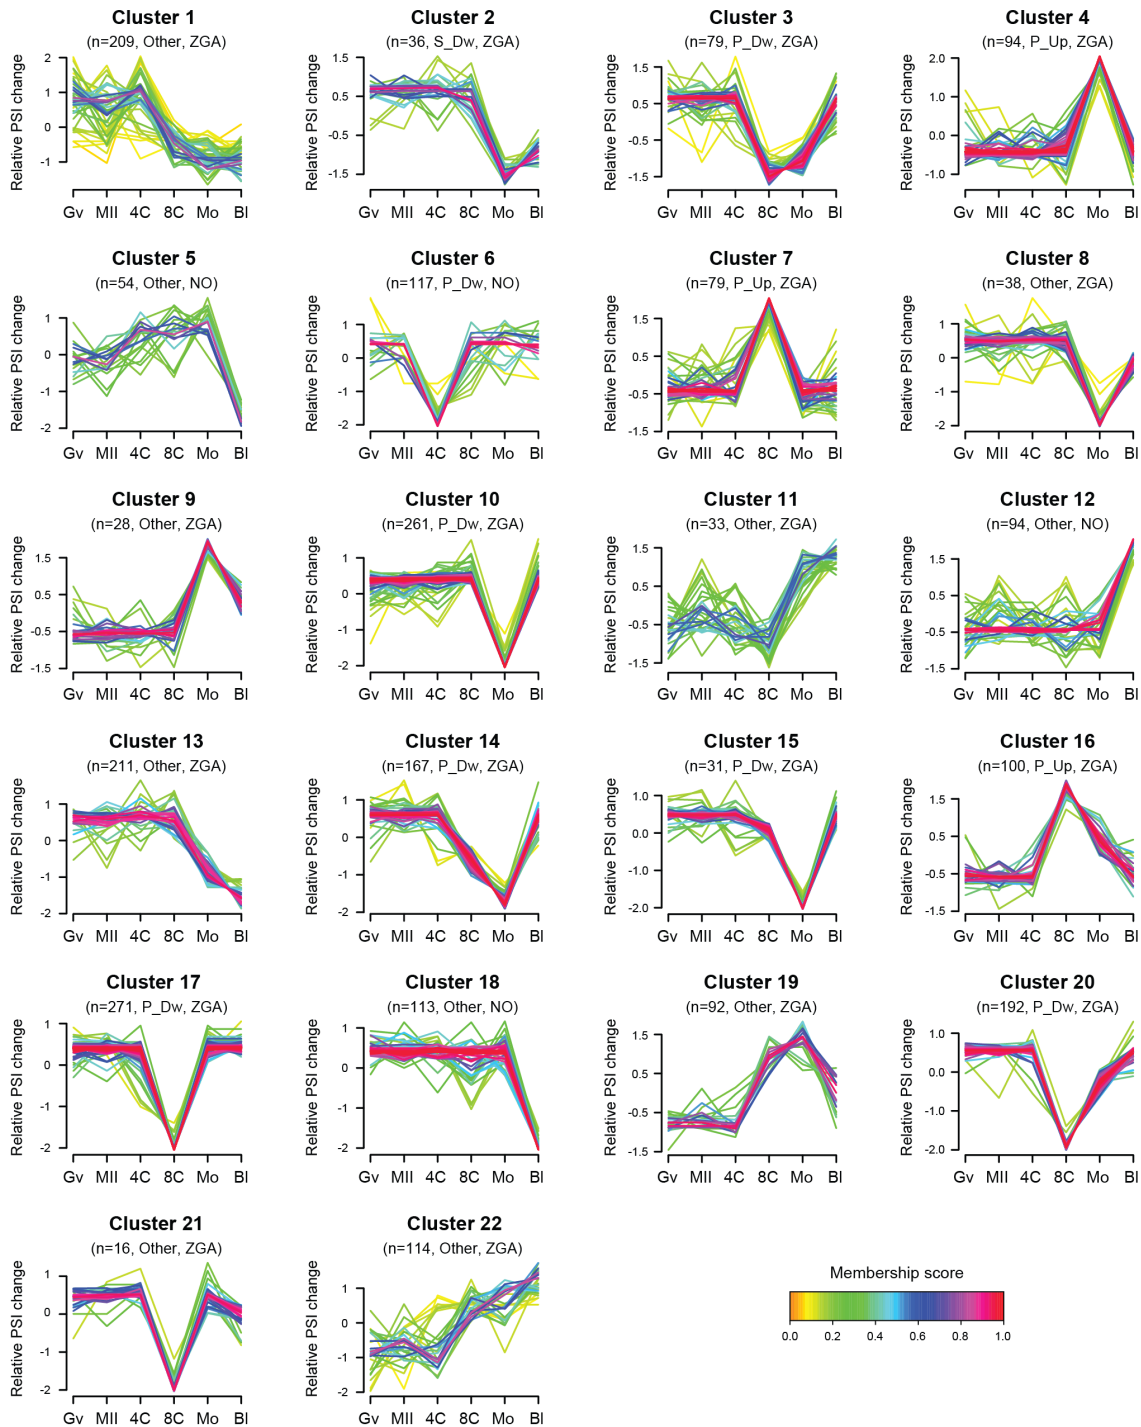 Cluster 1
(n=209, Other, ZGA)
Relative PSI change
2
1
0
-1
Gv MII 4C 8C Mo Bl
Cluster 2
(n=36, S_Dw, ZGA)
Relative PSI change
1.5
0.5
-0.5
-1.5
Gv MII 4C 8C Mo Bl
Cluster 3
(n=79, P_Dw, ZGA)
Relative PSI change
1.5
0.5
-0.5
-1.5
Gv MII 4C 8C Mo Bl
Cluster 4
(n=94, P_Up, ZGA)
Relative PSI change
2.0
1.0
0.0
-1.0
Gv MII 4C 8C Mo Bl
Cluster 5
(n=54, Other, NO)
Relative PSI change
1
0
-1
-2
Gv MII 4C 8C Mo Bl
Cluster 6
(n=117, P_Dw, NO)
Relative PSI change
1
0
-1
-2
Gv MII 4C 8C Mo Bl
Cluster 7
(n=79, P_Up, ZGA)
Relative PSI change
1.5
0.5
-0.5
-1.5
Gv MII 4C 8C Mo Bl
Cluster 8
(n=38, Other, ZGA)
Relative PSI change
1
0
-1
-2
Gv MII 4C 8C Mo Bl
Cluster 9
(n=28, Other, ZGA)
Relative PSI change
1.5
0.5
-0.5
-1.5
Gv MII 4C 8C Mo Bl
Cluster 10
(n=261, P_Dw, ZGA)
Relative PSI change
1
0
-1
-2
Gv MII 4C 8C Mo Bl
Cluster 11
(n=33, Other, ZGA)
Relative PSI change
1.5
0.5
-0.5
-1.5
Gv MII 4C 8C Mo Bl
Cluster 12
(n=94, Other, NO)
Relative PSI change
1.5
0.5
-0.5
-1.5
Gv MII 4C 8C Mo Bl
Cluster 13
(n=211, Other, ZGA)
Relative PSI change
1
0
-1
-2
Gv MII 4C 8C Mo Bl
Cluster 14
(n=167, P_Dw, ZGA)
Relative PSI change
1
0
-1
-2
Gv MII 4C 8C Mo Bl
Cluster 15
(n=31, P_Dw, ZGA)
Relative PSI change
1.0
0.0
-1.0
-2.0
Gv MII 4C 8C Mo Bl
Cluster 16
(n=100, P_Up, ZGA)
Relative PSI change
1.5
0.5
-0.5
-1.5
Gv MII 4C 8C Mo Bl
Cluster 17
(n=271, P_Dw, ZGA)
Relative PSI change
1
0
-1
-2
Gv MII 4C 8C Mo Bl
Cluster 18
(n=113, Other, NO)
Relative PSI change
1
0
-1
-2
Gv MII 4C 8C Mo Bl
Cluster 19
(n=92, Other, ZGA)
Relative PSI change
1.5
0.5
-0.5
-1.5
Gv MII 4C 8C Mo Bl
Cluster 20
(n=192, P_Dw, ZGA)
Relative PSI change
1.0
0.0
-1.0
-2.0
Gv MII 4C 8C Mo Bl
Cluster 21
(n=16, Other, ZGA)
Relative PSI change
1
0
-1
-2
Gv MII 4C 8C Mo Bl
Cluster 22
(n=114, Other, ZGA)
Relative PSI change
1
0
-1
-2
Gv MII 4C 8C Mo Bl
Membership score
0.0 0.2 0.4 0.6 0.8 1.0